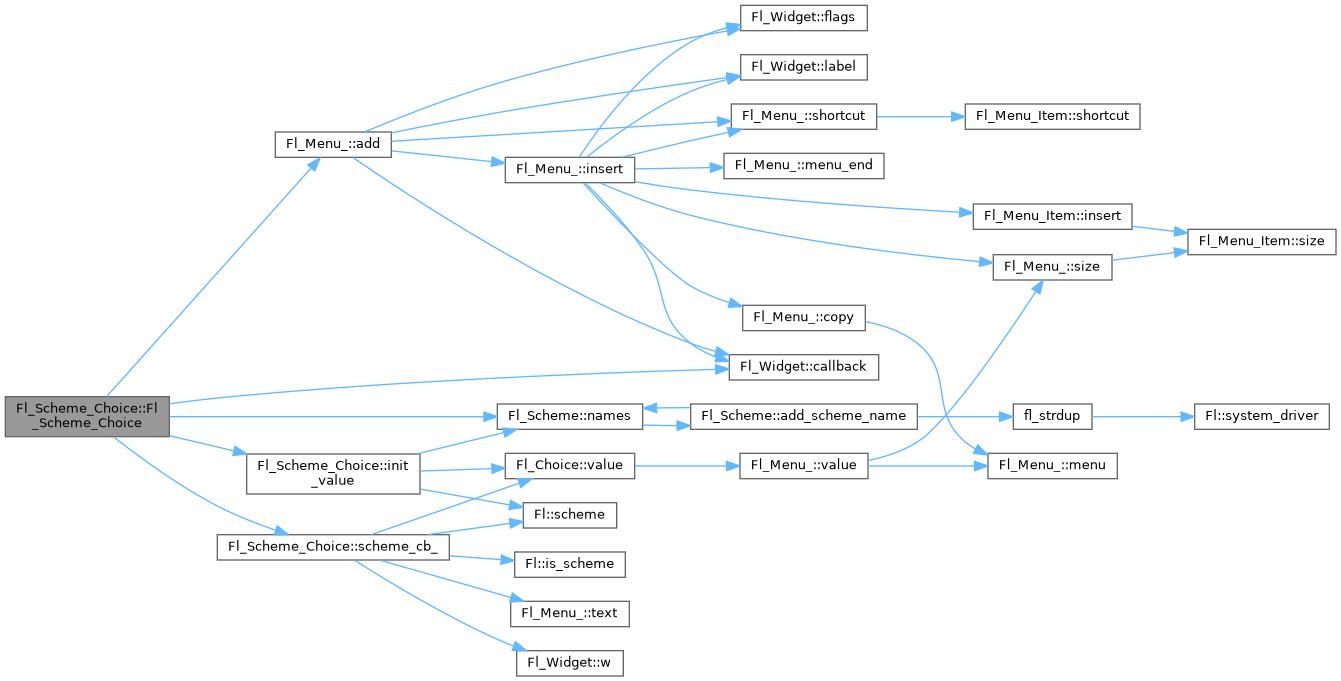 Fl_Widget::flags
Fl_Widget::label
Fl_Menu_::shortcut
Fl_Menu_Item::shortcut
Fl_Menu_::add
Fl_Menu_::insert
Fl_Menu_::menu_end
Fl_Menu_Item::insert
Fl_Menu_Item::size
Fl_Menu_::size
Fl_Menu_::copy
Fl_Widget::callback
Fl_Scheme_Choice::Fl
_Scheme_Choice
Fl_Scheme::names
Fl_Scheme::add_scheme_name
fl_strdup
Fl::system_driver
Fl_Scheme_Choice::init
_value
Fl_Choice::value
Fl_Menu_::value
Fl_Menu_::menu
Fl::scheme
Fl_Scheme_Choice::scheme_cb_
Fl::is_scheme
Fl_Menu_::text
Fl_Widget::w